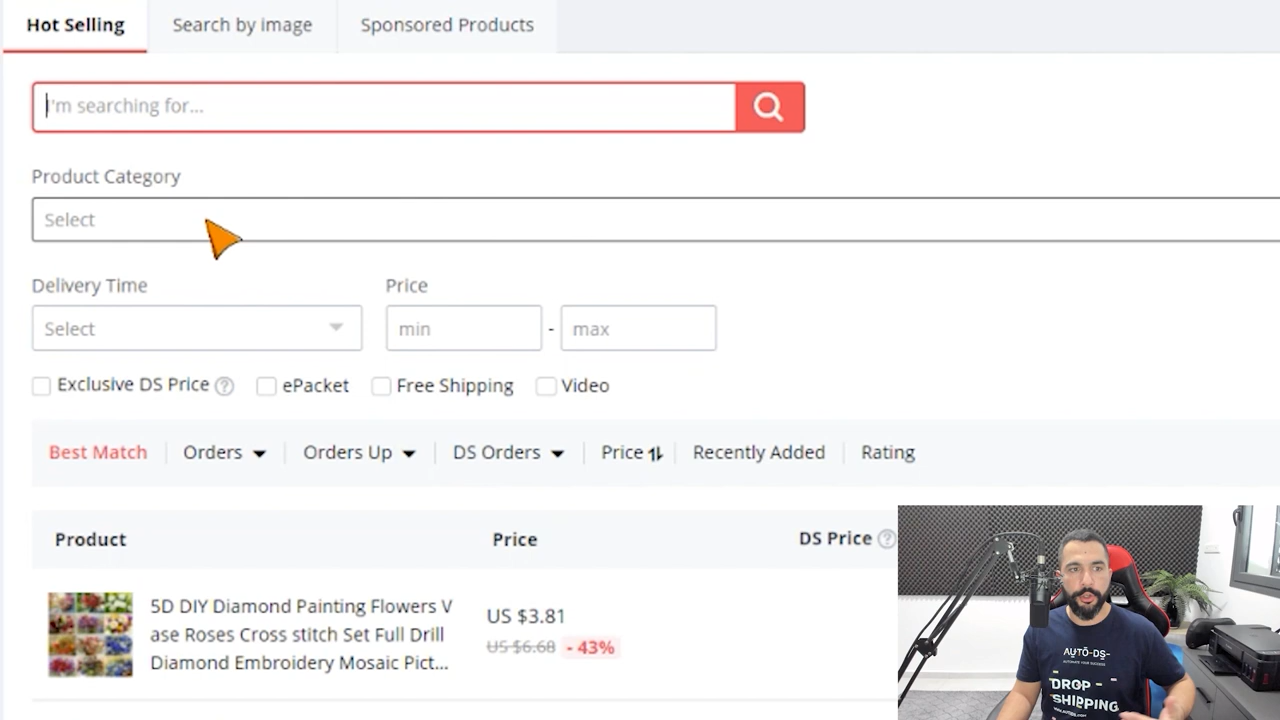 Hot Selling
Search by image
Sponsored Products
I'm searching for...
Product Category
Select
Delivery Time
Price
Select
min
-
max
Exclusive DS Price ?
ePacket
Free Shipping
Video
Best Match
Orders
Orders Up
DS Orders
Price
Recently Added
Rating
Product
Price
DS Price ?
5D DIY Diamond Painting Flowers V
ase Roses Cross stitch Set Full Drill
Diamond Embroidery Mosaic Pict...
US $3.81
US $6.68 - 43%
AUTO-DS-
AUTOMATE YOUR SUCCESS
DROP
SHIPPING